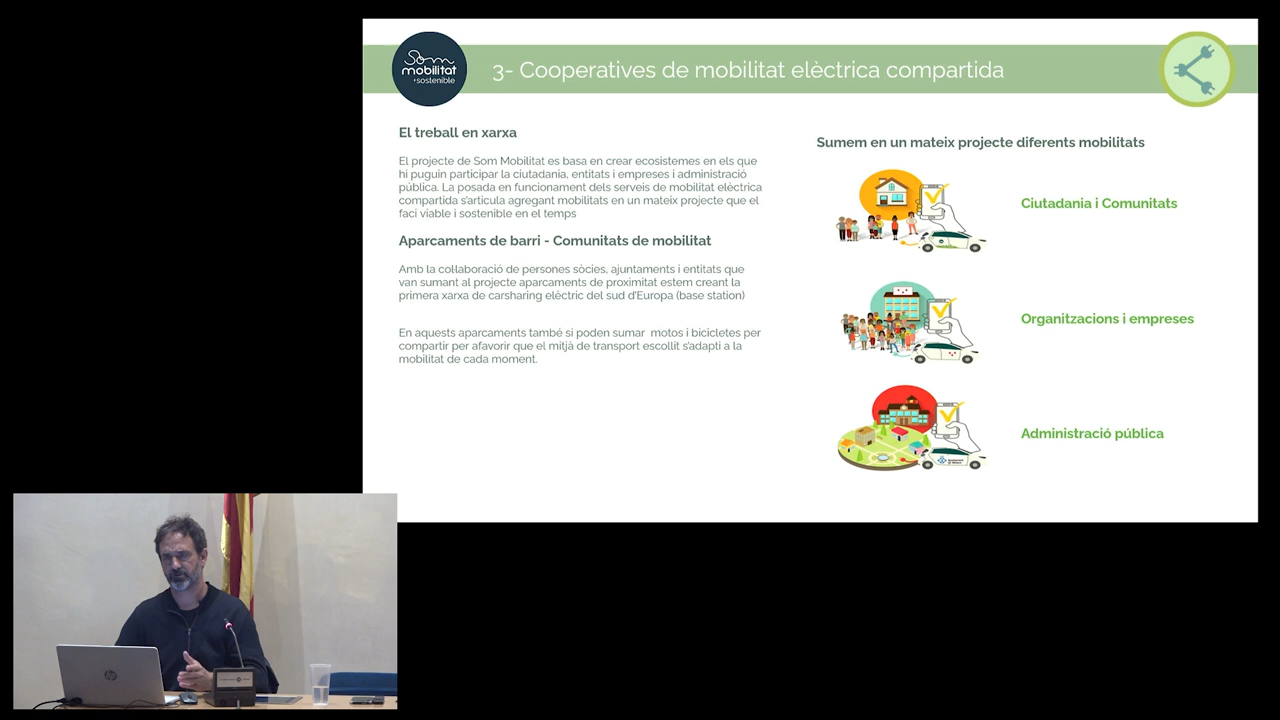 Som
mobilitat
+sostenible
3- Cooperatives de mobilitat elèctrica compartida
El treball en xarxa
El projecte de Som Mobilitat es basa en crear ecosistemes en els que
hi puguin participar la ciutadania, entitats i empreses i administració
pública. La posada en funcionament dels serveis de mobilitat elèctrica
compartida s'articula agregant mobilitats en un mateix projecte que el
faci viable i sostenible en el temps
Aparcaments de barri - Comunitats de mobilitat
Amb la col·laboració de persones sòcies, ajuntaments i entitats que
van sumant al projecte aparcaments de proximitat estem creant la
primera xarxa de carsharing elèctric del sud d'Europa (base station)
En aquests aparcaments també si poden sumar  motos i bicicletes per
compartir per afavorir que el mitjà de transport escollit s'adapti a la
mobilitat de cada moment.
Sumem en un mateix projecte diferents mobilitats
Ciutadania i Comunitats
Organitzacions i empreses
Administració pública
hp